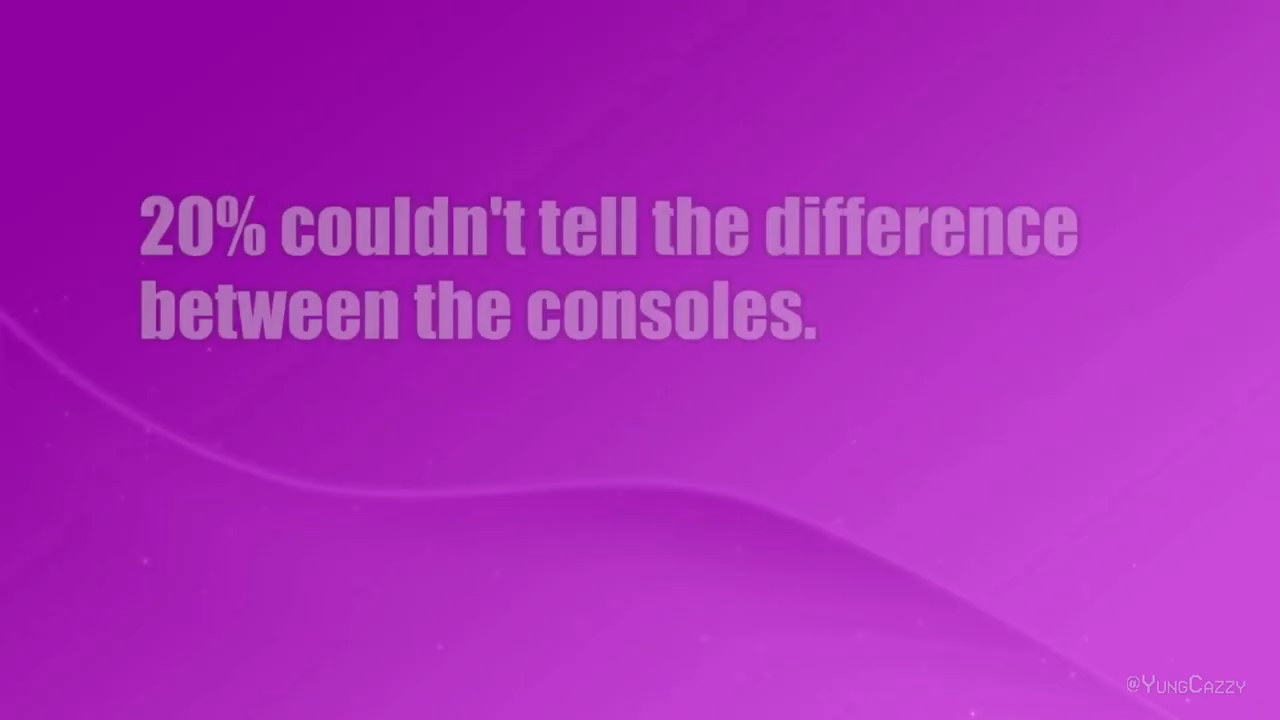 20% couldn't tell the difference
between the consoles.
@YungCazzy